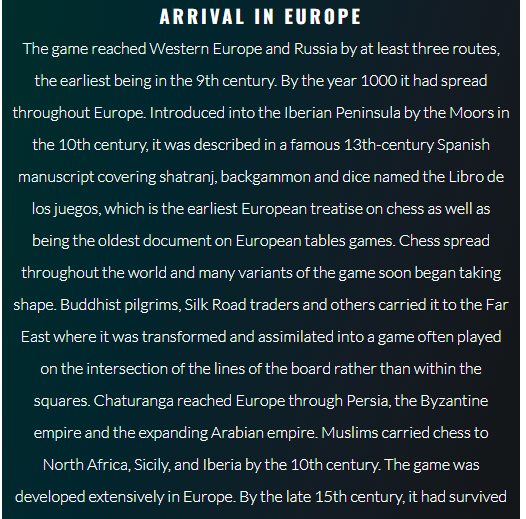 ARRIVAL IN EUROPE
The game reached Western Europe and Russia by at least three routes,
the earliest being in the 9th century. By the year 1000 it had spread
throughout Europe. Introduced into the Iberian Peninsula by the Moors in
the 10th century, it was described in a famous 13th-century Spanish
manuscript covering shatranj, backgammon and dice named the Libro de
los juegos, which is the earliest European treatise on chess as well as
being the oldest document on European tables games. Chess spread
throughout the world and many variants of the game soon began taking
shape. Buddhist pilgrims, Silk Road traders and others carried it to the Far
East where it was transformed and assimilated into a game often played
on the intersection of the lines of the board rather than within the
squares. Chaturanga reached Europe through Persia, the Byzantine
empire and the expanding Arabian empire. Muslims carried chess to
North Africa, Sicily, and Iberia by the 10th century. The game was
developed extensively in Europe. By the late 15th century, it had survived